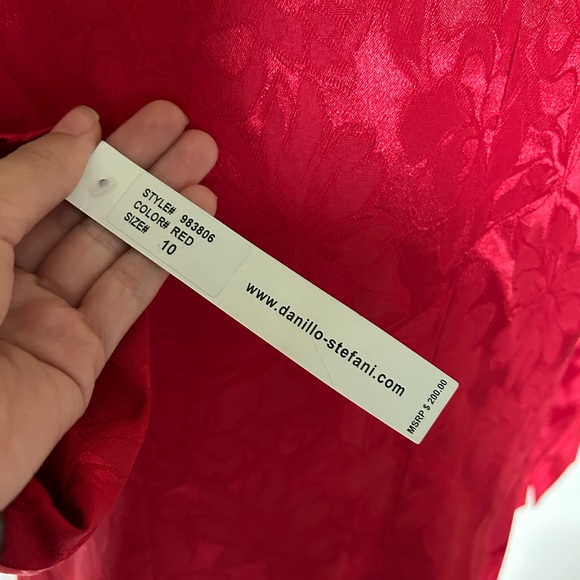 STYLE# 983806
COLOR# RED
SIZE# 10
www.danillo-stefani.com
MSRP $ 200.00